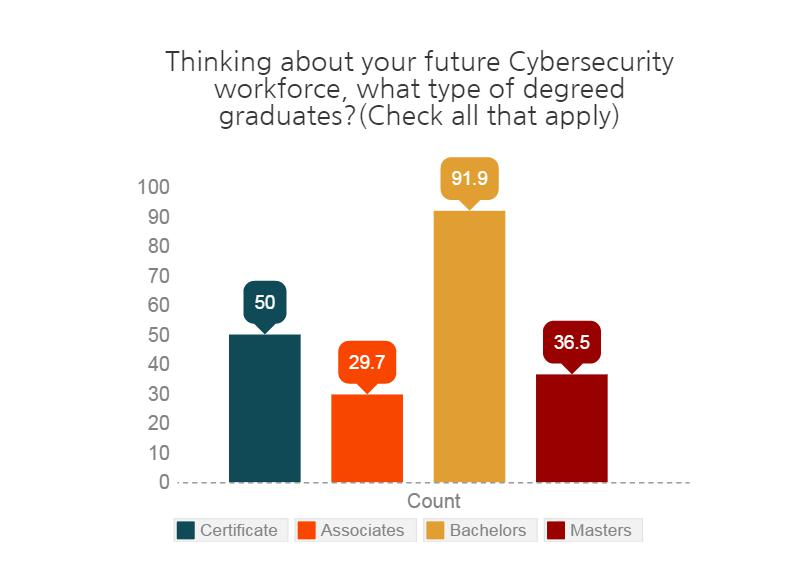 Thinking about your future Cybersecurity
workforce, what type of degreed
graduates?(Check all that apply)
100
90
80
70
60
50
40
30
20
10
0
50
29.7
91.9
36.5
Count
Certificate
Associates
Bachelors
Masters